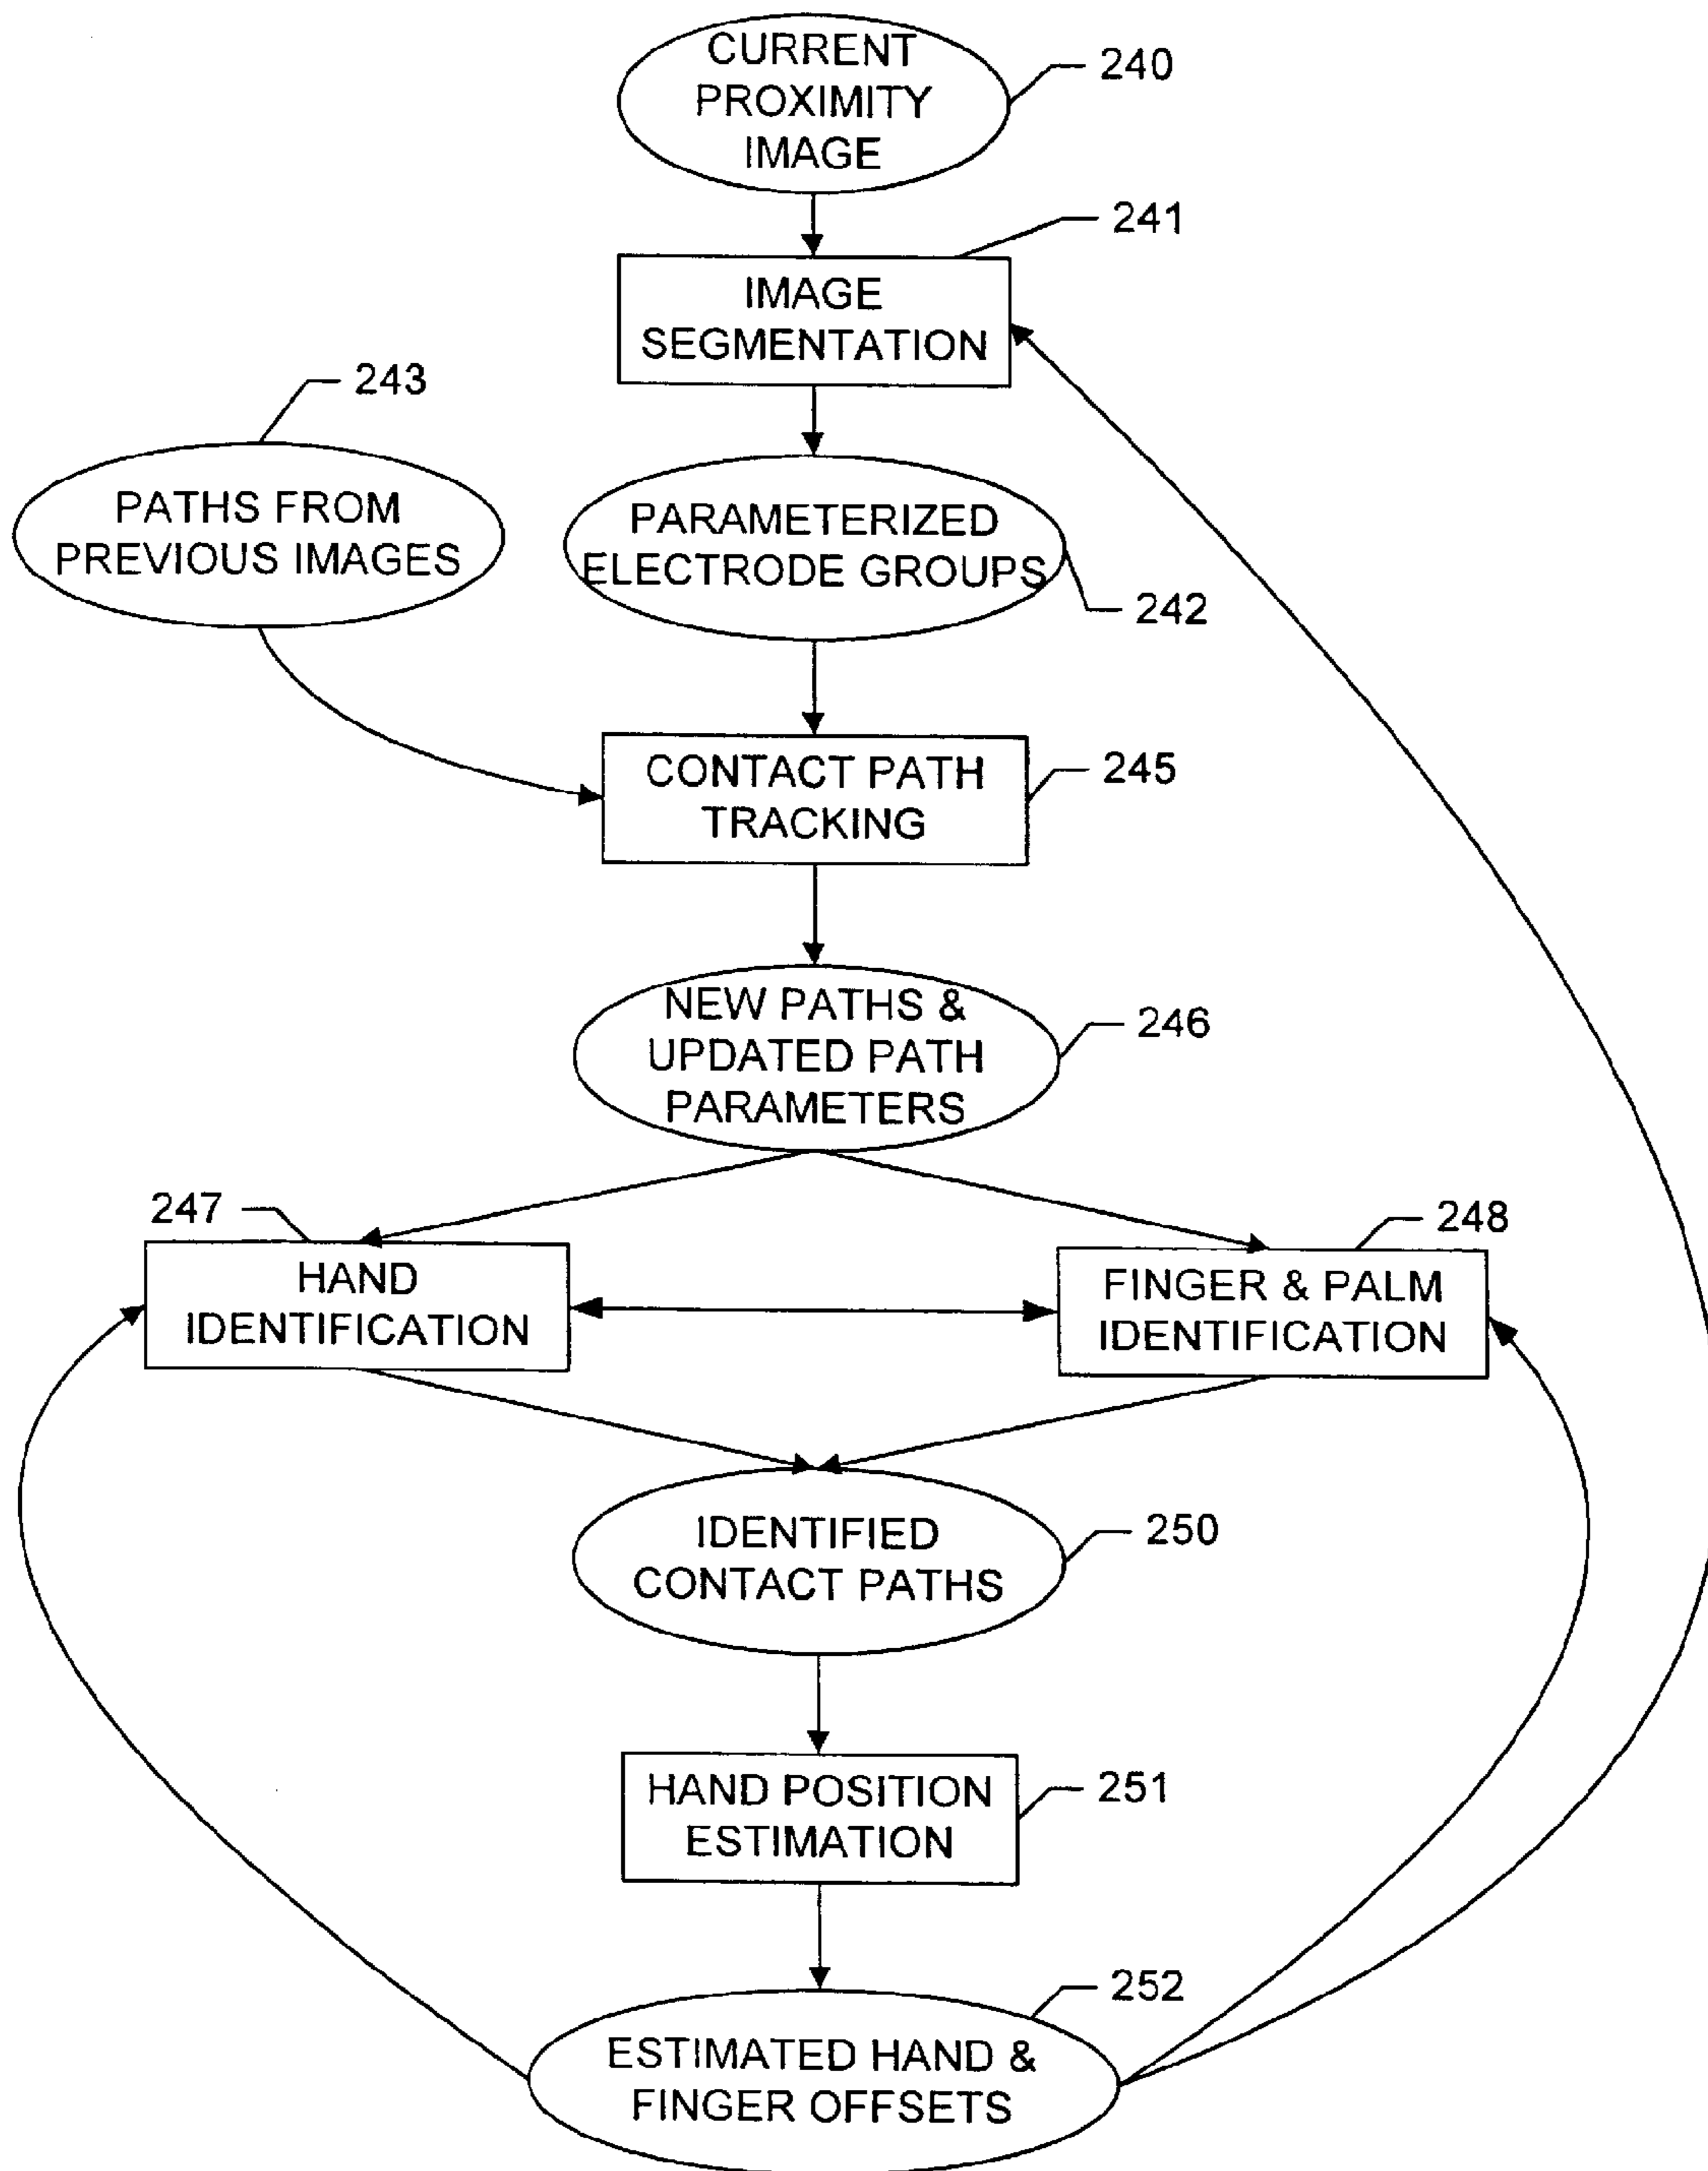 CURRENT
PROXIMITY
IMAGE
240
241
IMAGE
SEGMENTATION
243
PATHS FROM
PREVIOUS IMAGES
PARAMETERIZED
ELECTRODE GROUPS
242
CONTACT PATH
TRACKING
245
NEW PATHS &
UPDATED PATH
PARAMETERS
246
247
HAND
IDENTIFICATION
248
FINGER & PALM
IDENTIFICATION
IDENTIFIED
CONTACT PATHS
250
HAND POSITION
ESTIMATION
251
252
ESTIMATED HAND &
FINGER OFFSETS